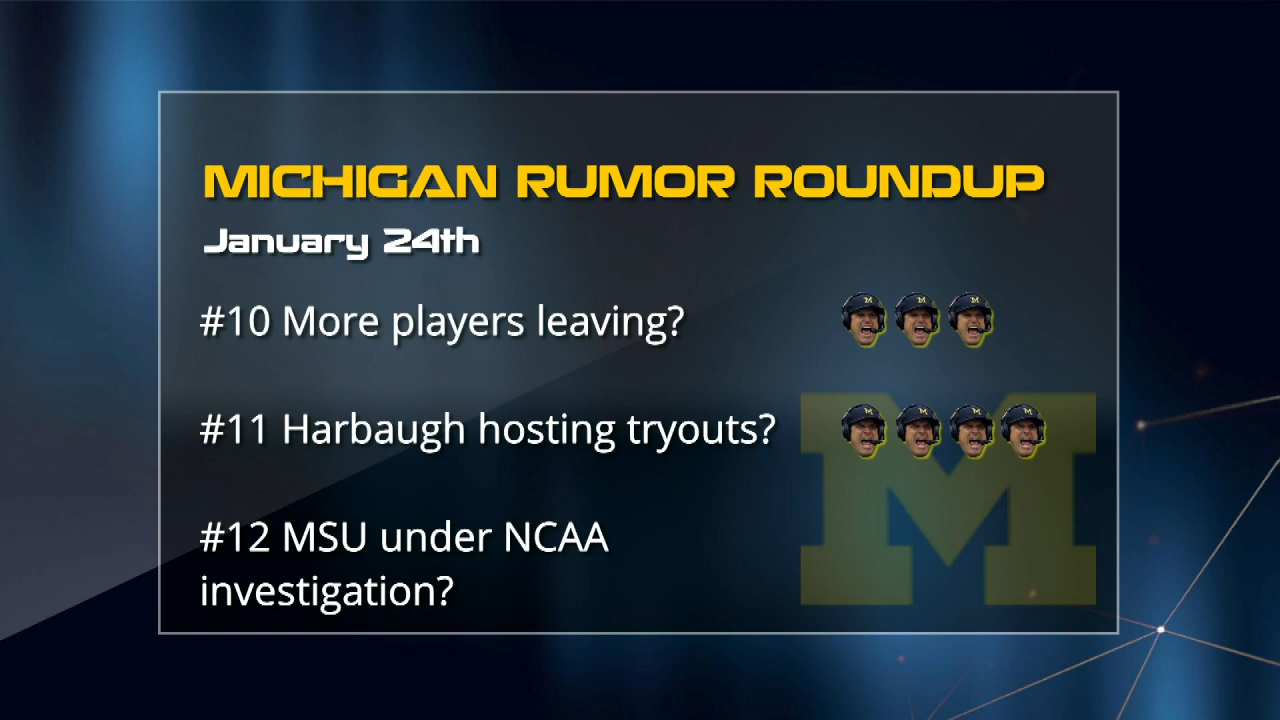 MICHIGAN RUMOR ROUNDUP
January 24th
#10 More players leaving?
#11 Harbaugh hosting tryouts?
#12 MSU under NCAA
investigation?
M